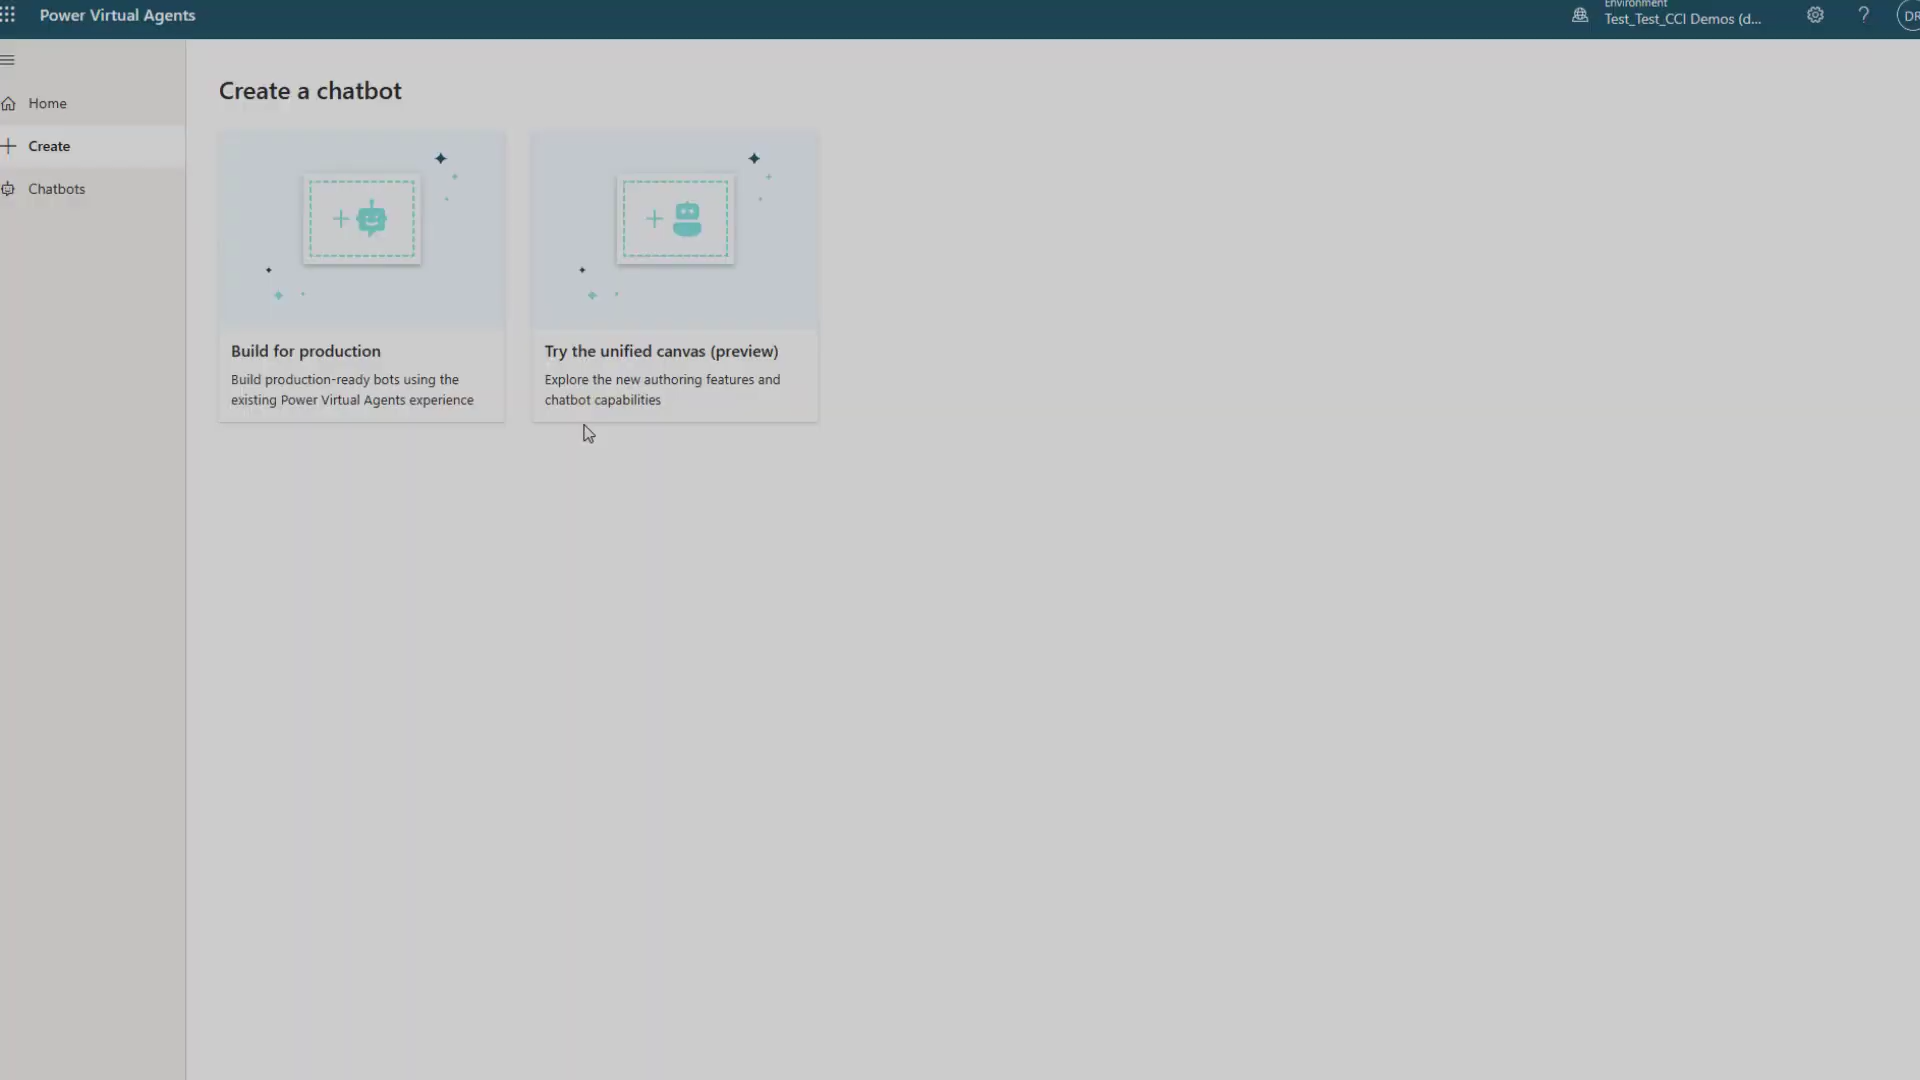 Power Virtual Agents
Environment
Test_Test_CCI Demos (d...
?
DR
Home
Create
Chatbots
Create a chatbot
Build for production
Build production-ready bots using the
existing Power Virtual Agents experience
Try the unified canvas (preview)
Explore the new authoring features and
chatbot capabilities